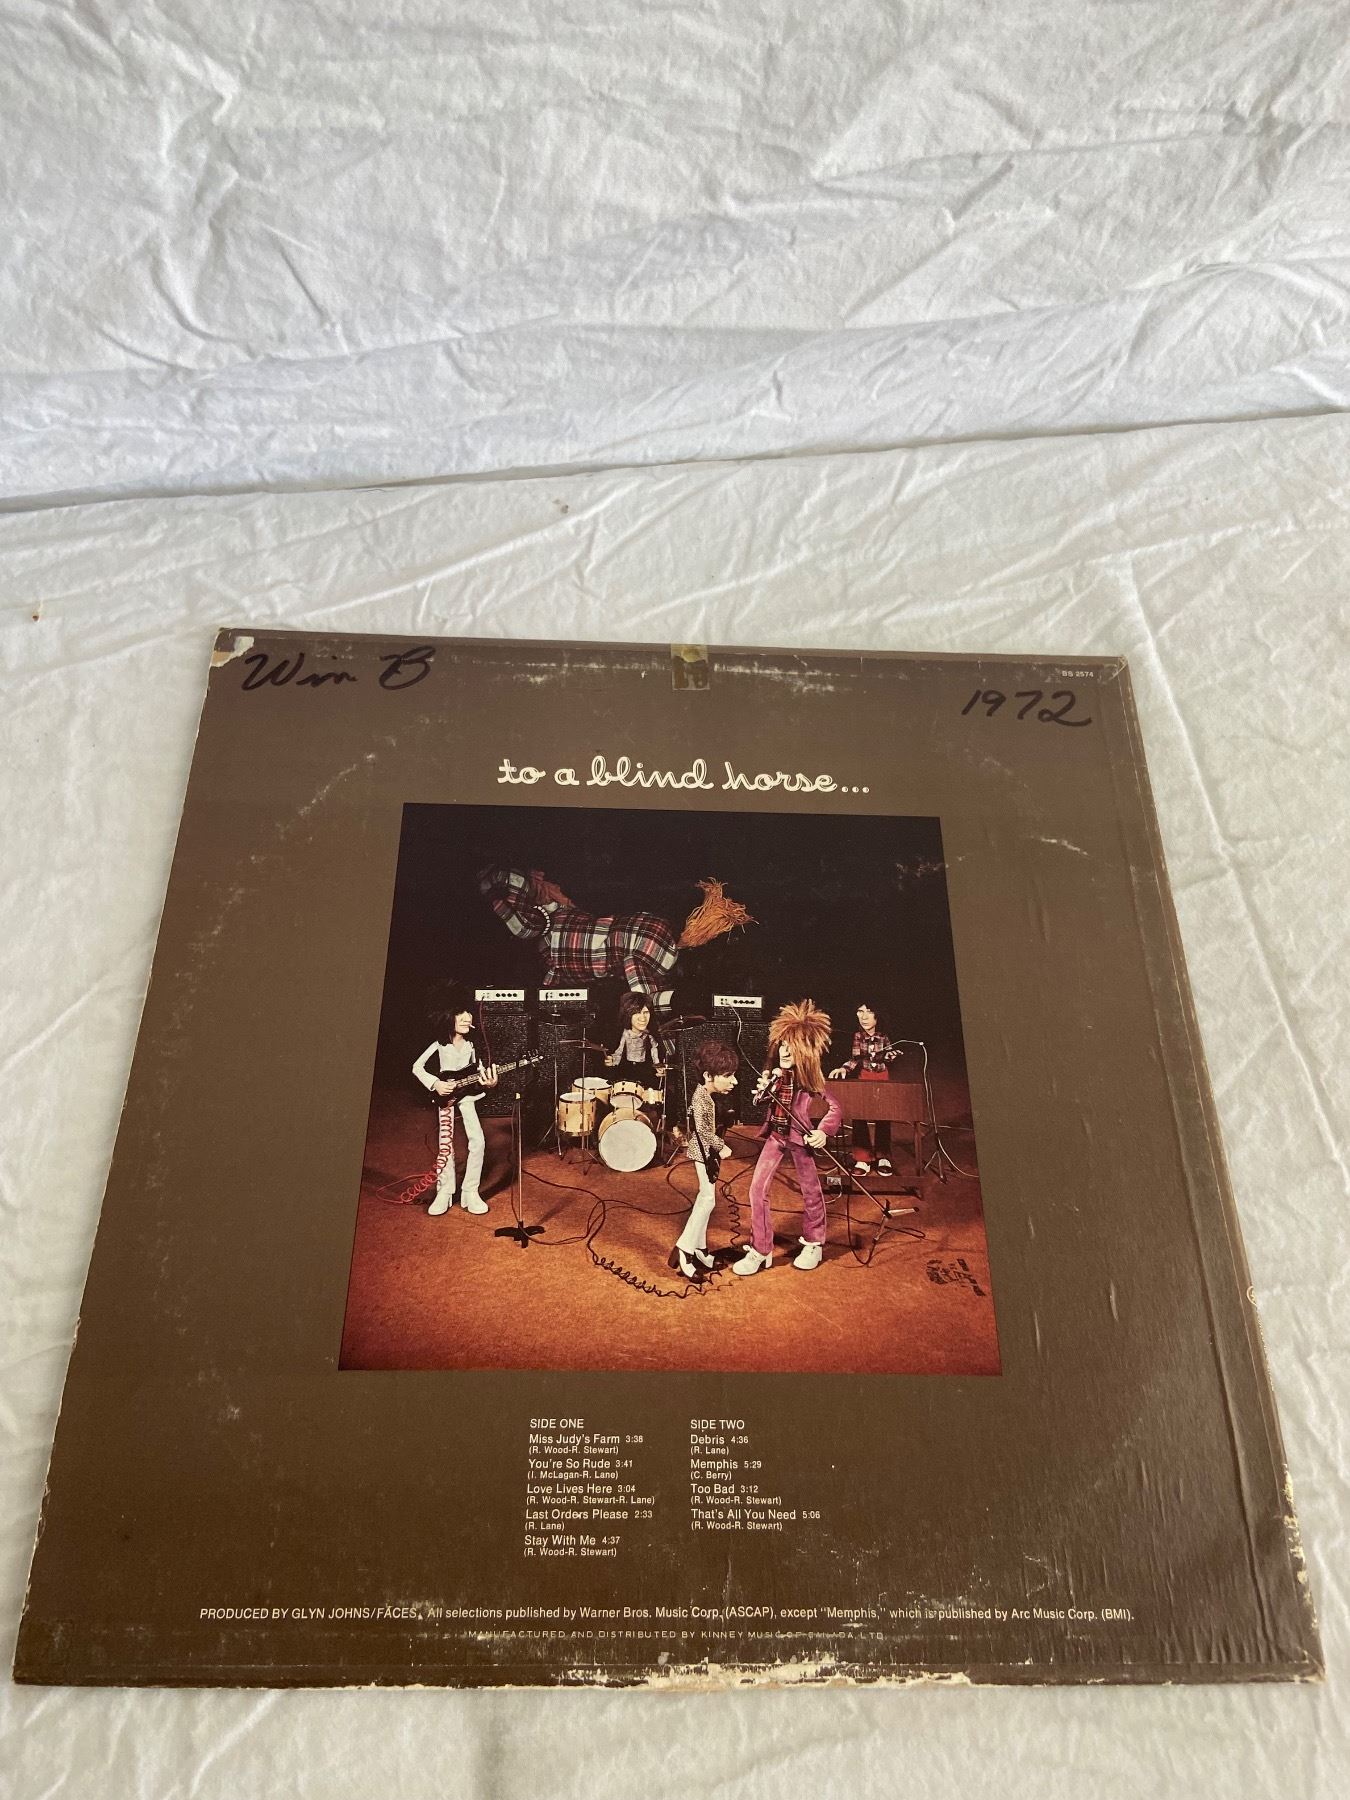 Win B
BS 2574
1972
to a blind horse...
SIDE ONE
Miss Judy's Farm 3:38
(R. Wood-R. Stewart)
You're So Rude 3:41
(I. McLagan-R. Lane)
Love Lives Here 3:04
(R. Wood-R. Stewart-R. Lane)
Last Orders Please 2:33
(R. Lane)
Stay With Me 4:37
(R. Wood-R. Stewart)
SIDE TWO
Debris 4:36
(R. Lane)
Memphis 5:29
(C. Berry)
Too Bad 3:12
(R. Wood-R. Stewart)
That's All You Need 5:06
(R. Wood-R. Stewart)
PRODUCED BY GLYN JOHNS/FACES. All selections published by Warner Bros. Music Corp. (ASCAP), except "Memphis," which is published by Arc Music Corp. (BMI).
MANUFACTURED AND DISTRIBUTED BY KINNEY MUSIC OF CANADA, LTD.